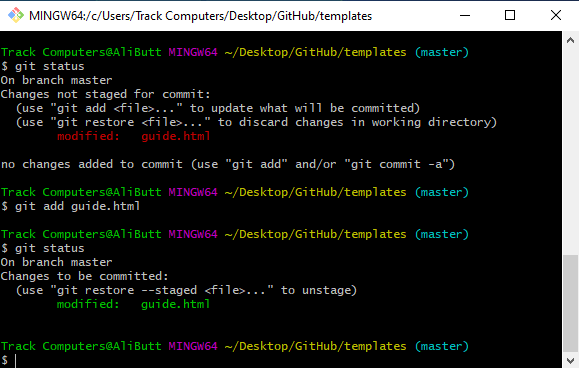 MINGW64:/c/Users/Track Computers/Desktop/GitHub/templates
Track Computers@AliButt MINGW64 ~/Desktop/GitHub/templates (master)
$ git status
On branch master
Changes not staged for commit:
  (use "git add <file>..." to update what will be committed)
  (use "git restore <file>..." to discard changes in working directory)
        modified:   guide.html
no changes added to commit (use "git add" and/or "git commit -a")
Track Computers@AliButt MINGW64 ~/Desktop/GitHub/templates (master)
$ git add guide.html
Track Computers@AliButt MINGW64 ~/Desktop/GitHub/templates (master)
$ git status
On branch master
Changes to be committed:
  (use "git restore --staged <file>..." to unstage)
        modified:   guide.html
Track Computers@AliButt MINGW64 ~/Desktop/GitHub/templates (master)
$